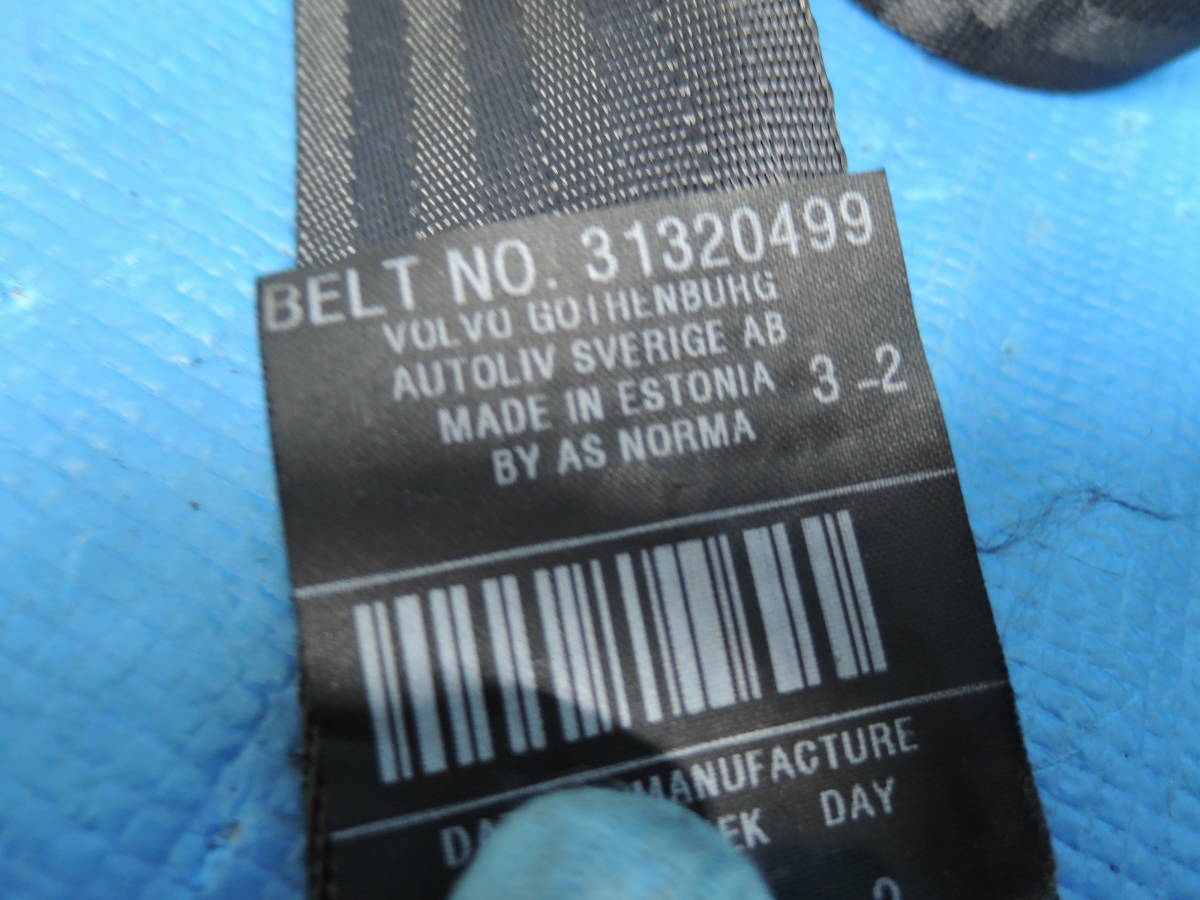 BELT NO. 31320499
VOLVO GOTHENBURG
AUTOLIV SVERIGE AB
MADE IN ESTONIA 3-2
BY AS NORMA
MANUFACTURE
DAY